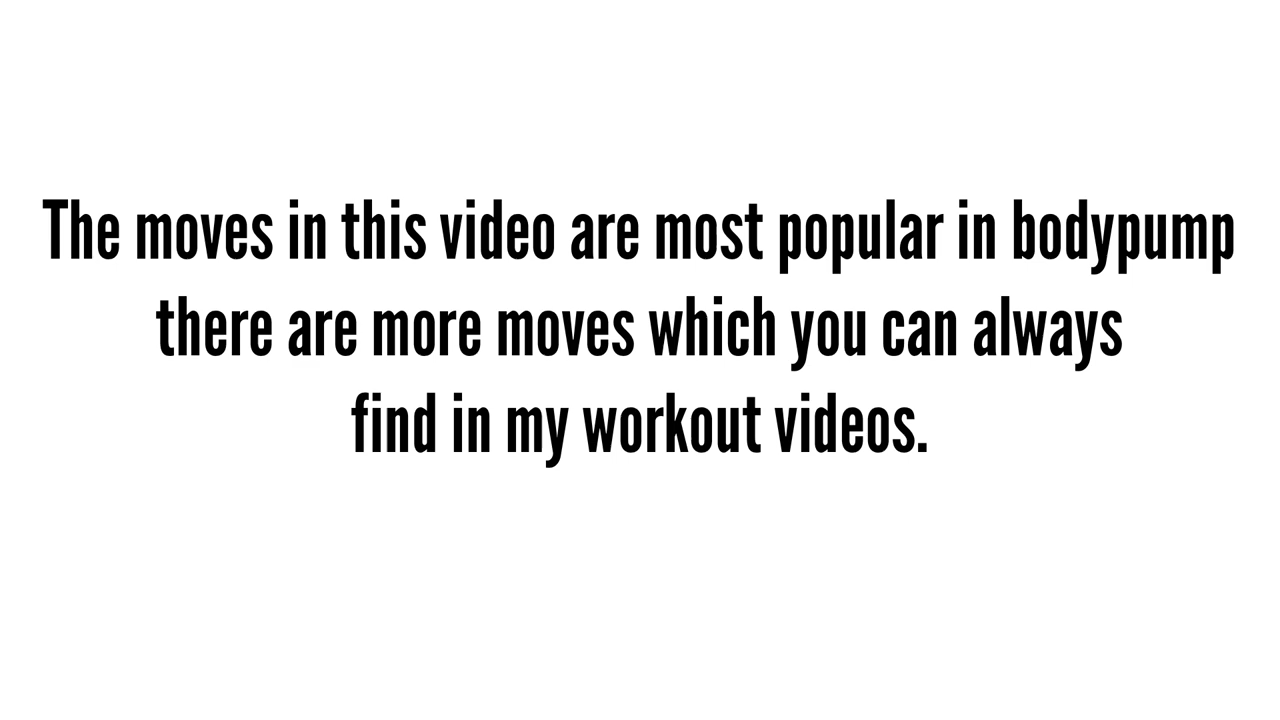 The moves in this video are most popular in bodypump
there are more moves which you can always
find in my workout videos.